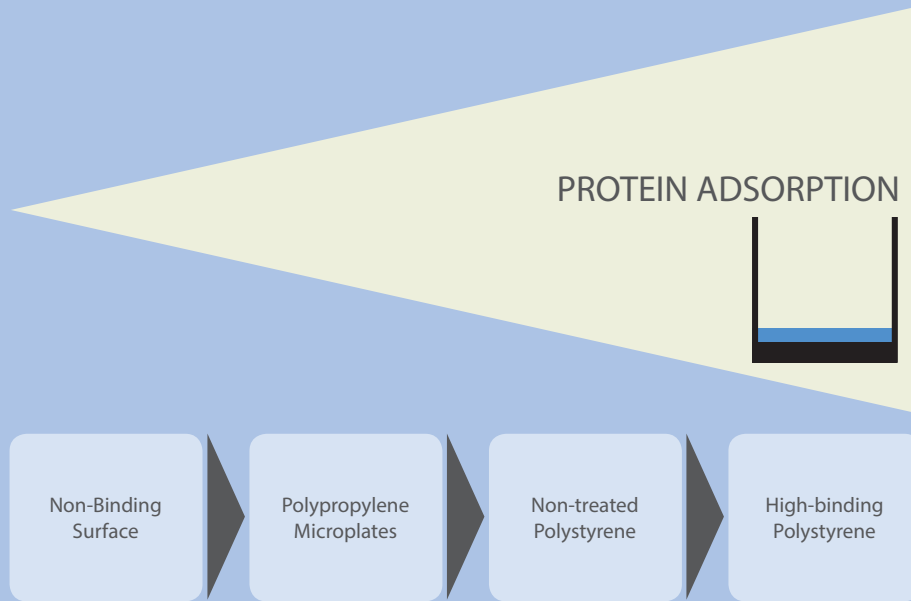 PROTEIN ADSORPTION
Non-Binding
Surface
Polypropylene
Microplates
Non-treated
Polystyrene
High-binding
Polystyrene